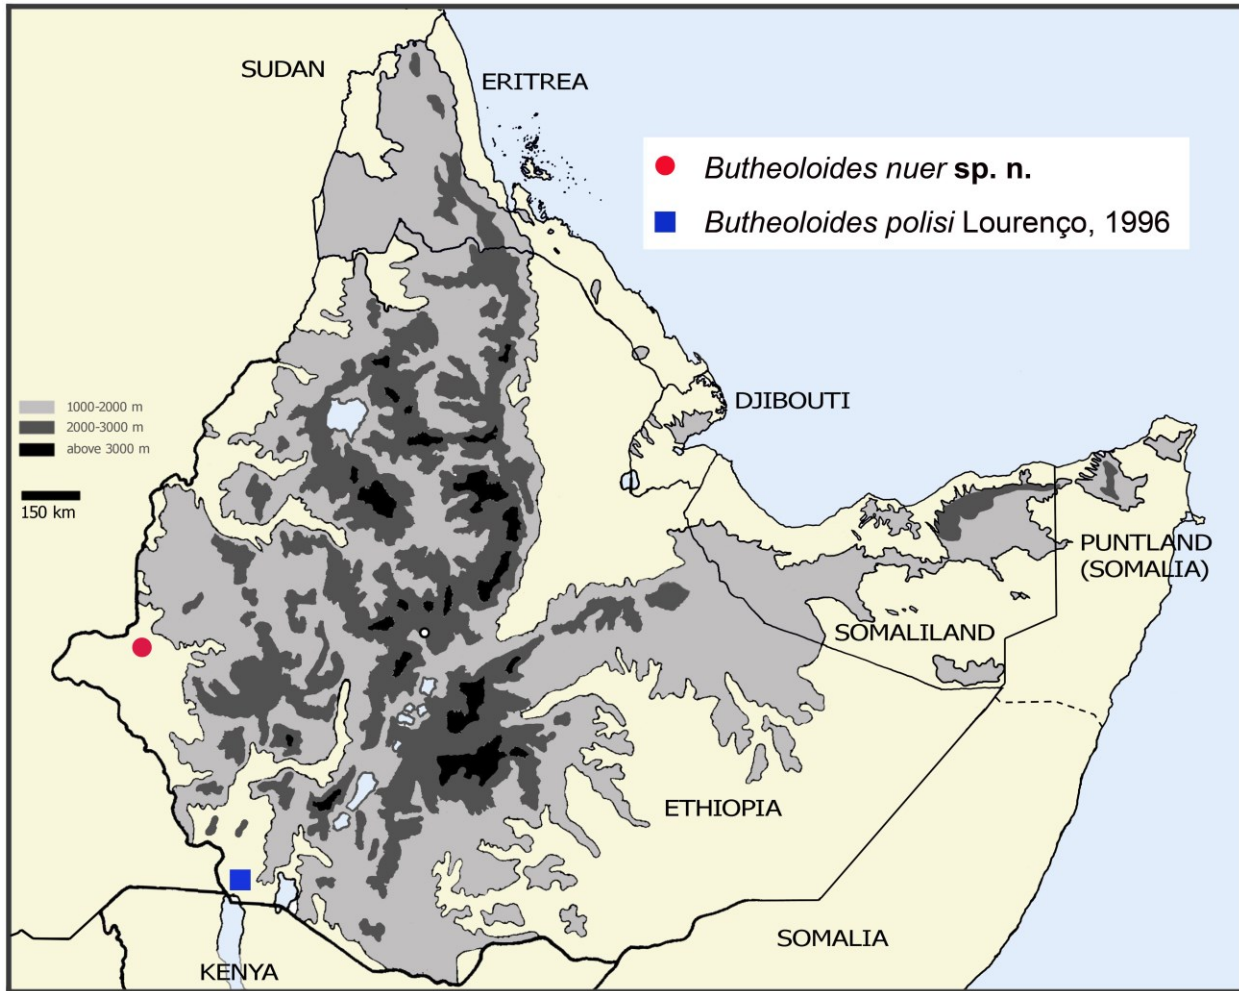 SUDAN
ERITREA
Butheoloides nuer sp. n.
Butheoloides polisi Lourenço, 1996
1000-2000 m
2000-3000 m
above 3000 m
150 km
DJIBOUTI
PUNTLAND
(SOMALIA)
SOMALILAND
ETHIOPIA
SOMALIA
KENYA